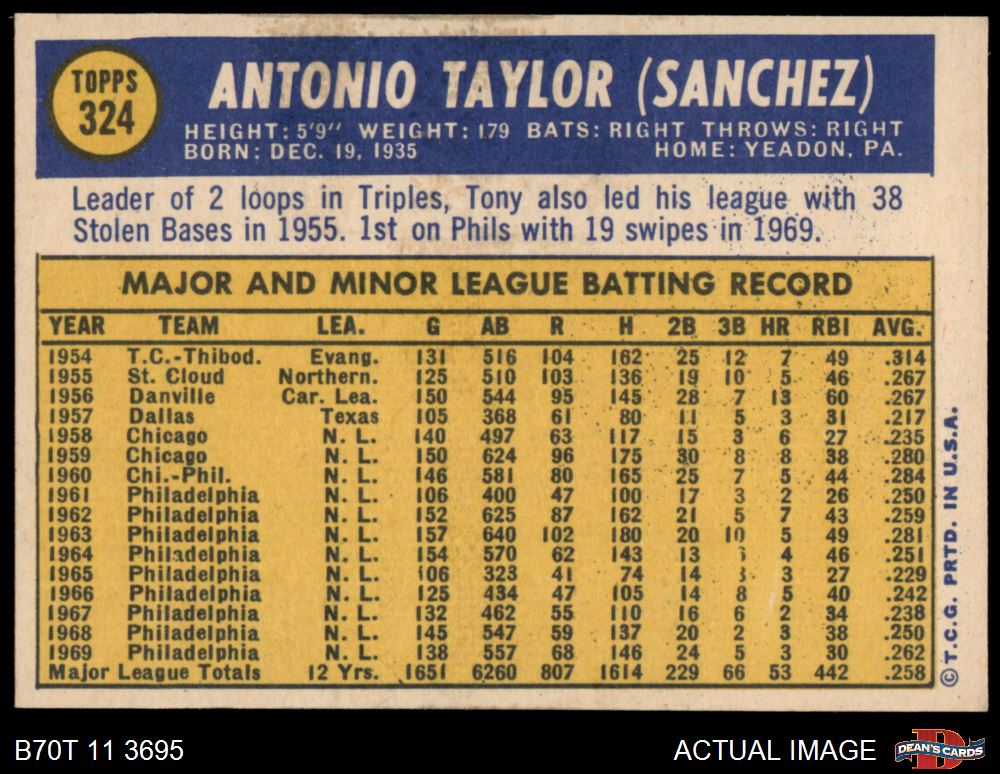 TOPPS
324
ANTONIO TAYLOR (SANCHEZ)
HEIGHT: 5'9" WEIGHT: 179 BATS: RIGHT THROWS: RIGHT
BORN: DEC. 19, 1935 HOME: YEADON, PA.
Leader of 2 loops in Triples, Tony also led his league with 38
Stolen Bases in 1955. 1st on Phils with 19 swipes in 1969.
MAJOR AND MINOR LEAGUE BATTING RECORD
YEAR TEAM LEA. G AB R H 2B 3B HR RBI AVG.
1954 T.C.-Thibod. Evang. 131 516 104 162 25 12 7 49 .314
1955 St. Cloud Northern. 125 510 103 136 19 10 5 46 .267
1956 Danville Car. Lea. 150 544 95 145 28 7 13 60 .267
1957 Dallas Texas 105 368 61 80 11 5 3 31 .217
1958 Chicago N. L. 140 497 63 117 15 3 6 27 .235
1959 Chicago N. L. 150 624 96 175 30 8 8 38 .280
1960 Chi.-Phil. N. L. 146 581 80 165 25 7 5 44 .284
1961 Philadelphia N. L. 106 400 47 100 17 3 2 26 .250
1962 Philadelphia N. L. 152 625 87 162 21 5 7 43 .259
1963 Philadelphia N. L. 157 640 102 180 20 10 5 49 .281
1964 Philadelphia N. L. 154 570 62 143 13 4 46 .251
1965 Philadelphia N. L. 106 323 41 74 14 3 27 .229
1966 Philadelphia N. L. 125 434 47 105 14 8 5 40 .242
1967 Philadelphia N. L. 132 462 55 110 16 6 2 34 .238
1968 Philadelphia N. L. 145 547 59 137 20 2 3 38 .250
1969 Philadelphia N. L. 138 557 68 146 24 5 3 30 .262
Major League Totals 12 Yrs. 1651 6260 807 1614 229 66 53 442 .258
© T.C.G. PRTD. IN U.S.A.
B70T 11 3695
ACTUAL IMAGE
DEAN'S CARDS